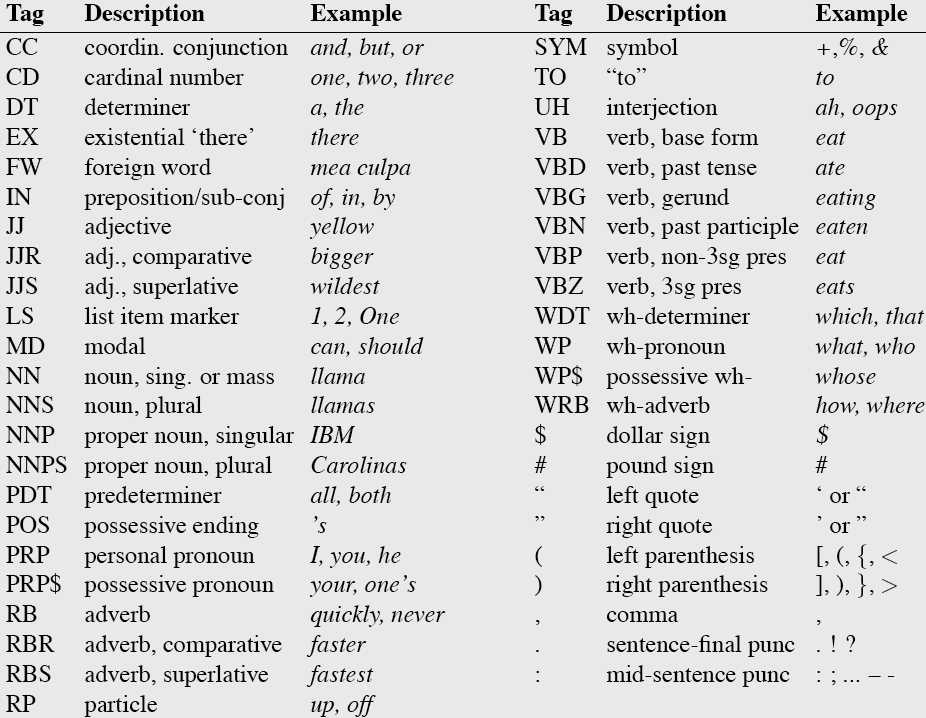 Tag Description Example Tag Description Example
CC coordin. conjunction and, but, or SYM symbol +,%, &
CD cardinal number one, two, three TO “to” to
DT determiner a, the UH interjection ah, oops
EX existential ‘there’ there VB verb, base form eat
FW foreign word mea culpa VBD verb, past tense ate
IN preposition/sub-conj of, in, by VBG verb, gerund eating
JJ adjective yellow VBN verb, past participle eaten
JJR adj., comparative bigger VBP verb, non-3sg pres eat
JJS adj., superlative wildest VBZ verb, 3sg pres eats
LS list item marker 1, 2, One WDT wh-determiner which, that
MD modal can, should WP wh-pronoun what, who
NN noun, sing. or mass llama WP$ possessive wh- whose
NNS noun, plural llamas WRB wh-adverb how, where
NNP proper noun, singular IBM $ dollar sign $
NNPS proper noun, plural Carolinas # pound sign #
PDT predeterminer all, both “ left quote ‘ or “
POS possessive ending ’s ” right quote ’ or ”
PRP personal pronoun I, you, he ( left parenthesis [, (, {, <
PRP$ possessive pronoun your, one’s ) right parenthesis ], ), }, >
RB adverb quickly, never , comma ,
RBR adverb, comparative faster . sentence-final punc . ! ?
RBS adverb, superlative fastest : mid-sentence punc : ; ... – -
RP particle up, off